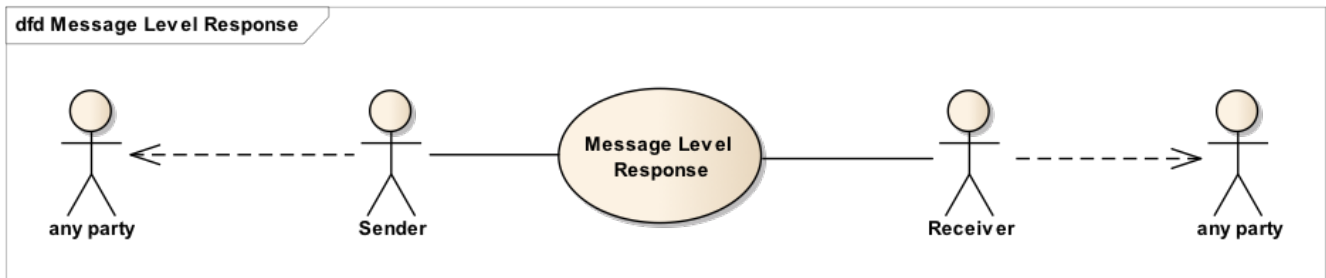 dfd Message Level Response
Message Level
Response
any party
Sender
Receiver
any party